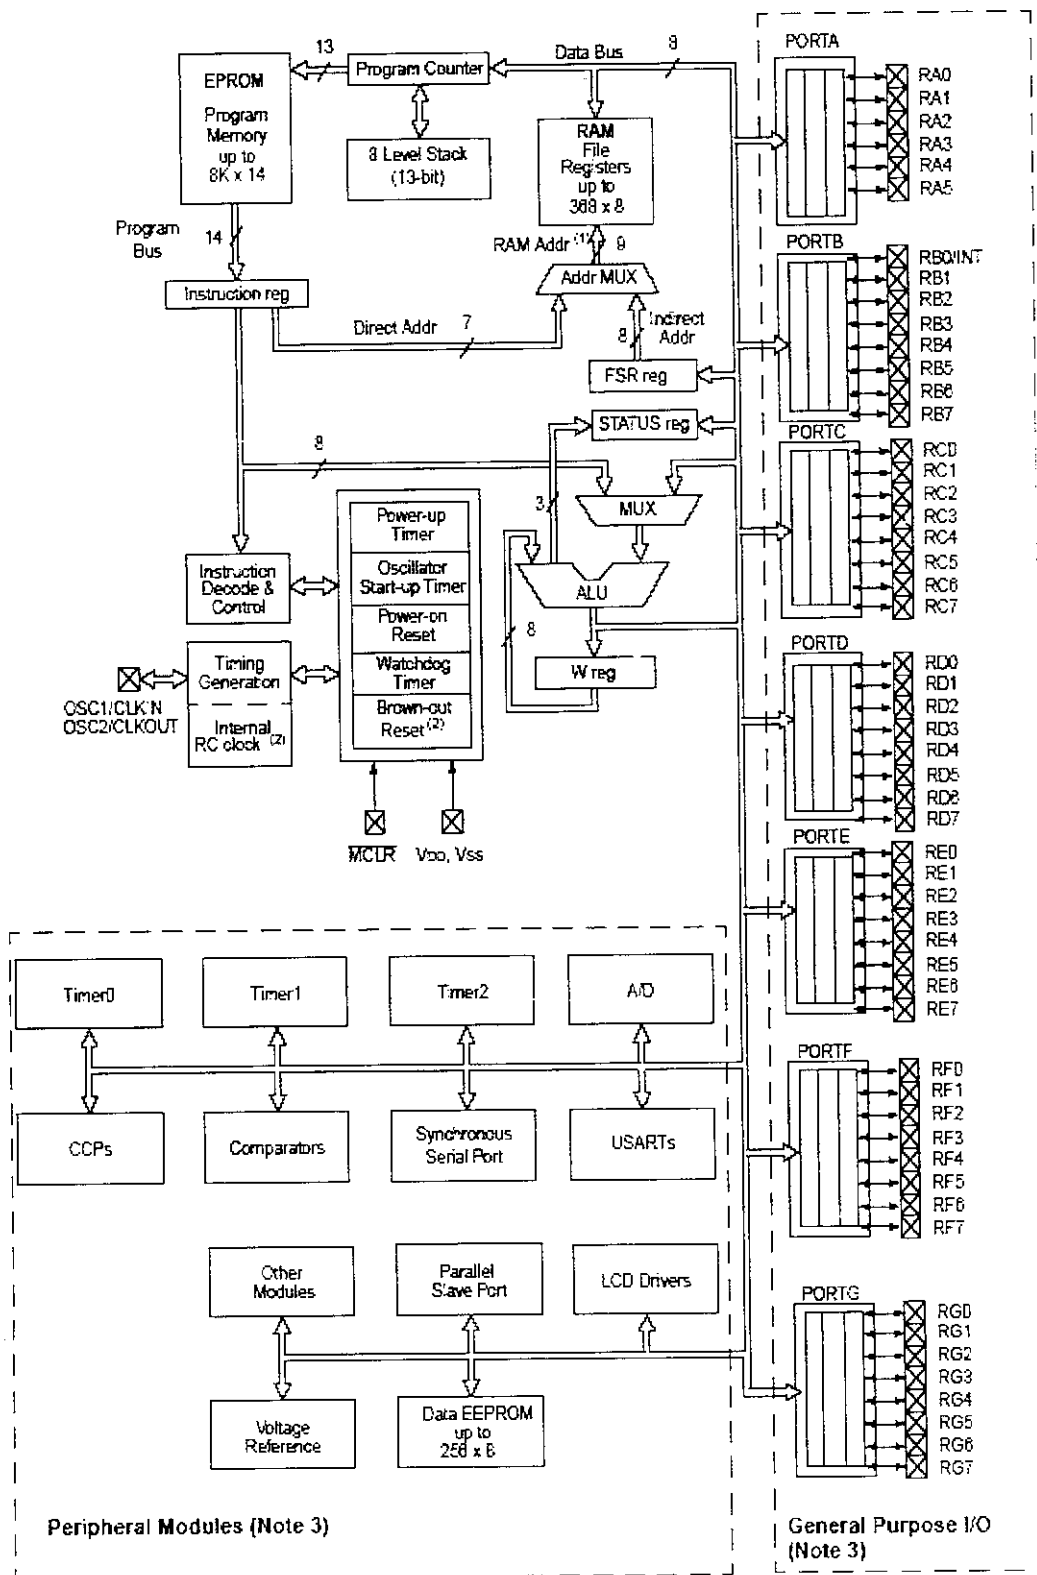 EPROM
Program
Memory
up to
8K x 14
13
Program Counter
8 Level Stack
(13-bit)
Data Bus
8
RAM
File
Registers
up to
368 x 8
Program
Bus
14
RAM Addr (1)
9
Addr MUX
Instruction reg
Direct Addr
7
8
Indirect
Addr
FSR reg
STATUS reg
8
3
MUX
ALU
8
W reg
Instruction
Decode &
Control
Timing
Generation
Internal
RC clock (2)
OSC1/CLKIN
OSC2/CLKOUT
Power-up
Timer
Oscillator
Start-up Timer
Power-on
Reset
Watchdog
Timer
Brown-out
Reset (2)
MCLR
VDD, VSS
PORTA
RA0
RA1
RA2
RA3
RA4
RA5
PORTB
RB0/INT
RB1
RB2
RB3
RB4
RB5
RB6
RB7
PORTC
RC0
RC1
RC2
RC3
RC4
RC5
RC6
RC7
PORTD
RD0
RD1
RD2
RD3
RD4
RD5
RD6
RD7
PORTE
RE0
RE1
RE2
RE3
RE4
RE5
RE6
RE7
PORTF
RF0
RF1
RF2
RF3
RF4
RF5
RF6
RF7
PORTG
RG0
RG1
RG2
RG3
RG4
RG5
RG6
RG7
General Purpose I/O
(Note 3)
Timer0
Timer1
Timer2
A/D
CCPs
Comparators
Synchronous
Serial Port
USARTs
Other
Modules
Parallel
Slave Port
LCD Drivers
Voltage
Reference
Data EEPROM
up to
256 x 8
Peripheral Modules (Note 3)